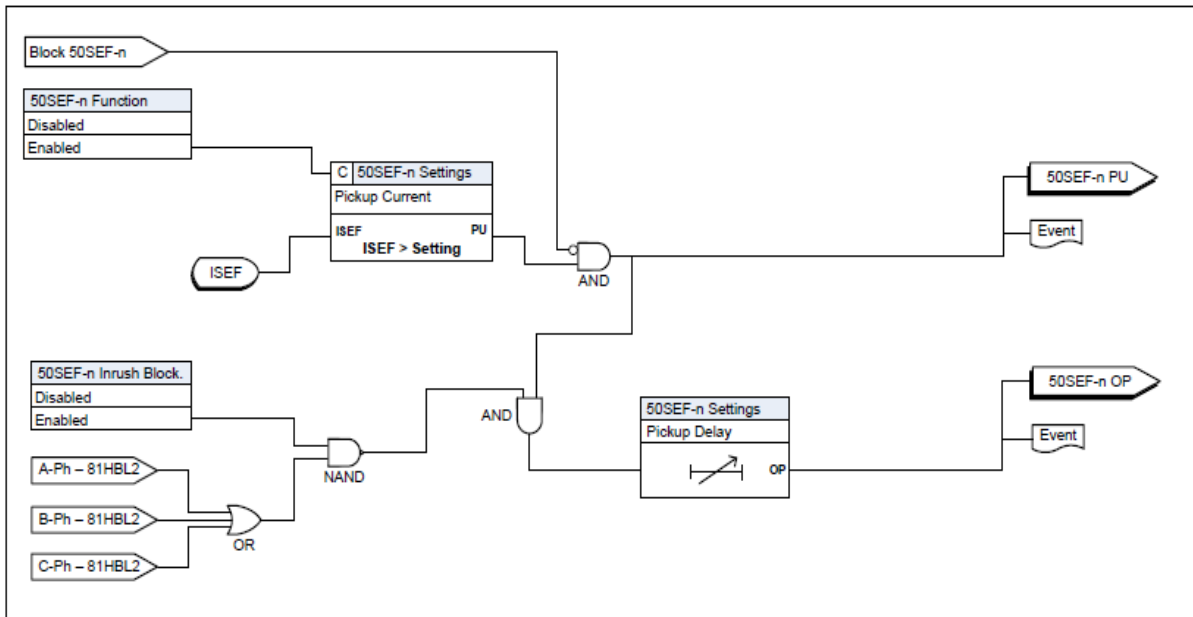 Block 50SEF-n
50SEF-n Function
Disabled
Enabled
C 50SEF-n Settings
Pickup Current
ISEF PU
ISEF > Setting
ISEF
AND
50SEF-n PU
Event
50SEF-n Inrush Block.
Disabled
Enabled
A-Ph – 81HBL2
B-Ph – 81HBL2
C-Ph – 81HBL2
OR
NAND
AND
50SEF-n Settings
Pickup Delay
OP
50SEF-n OP
Event